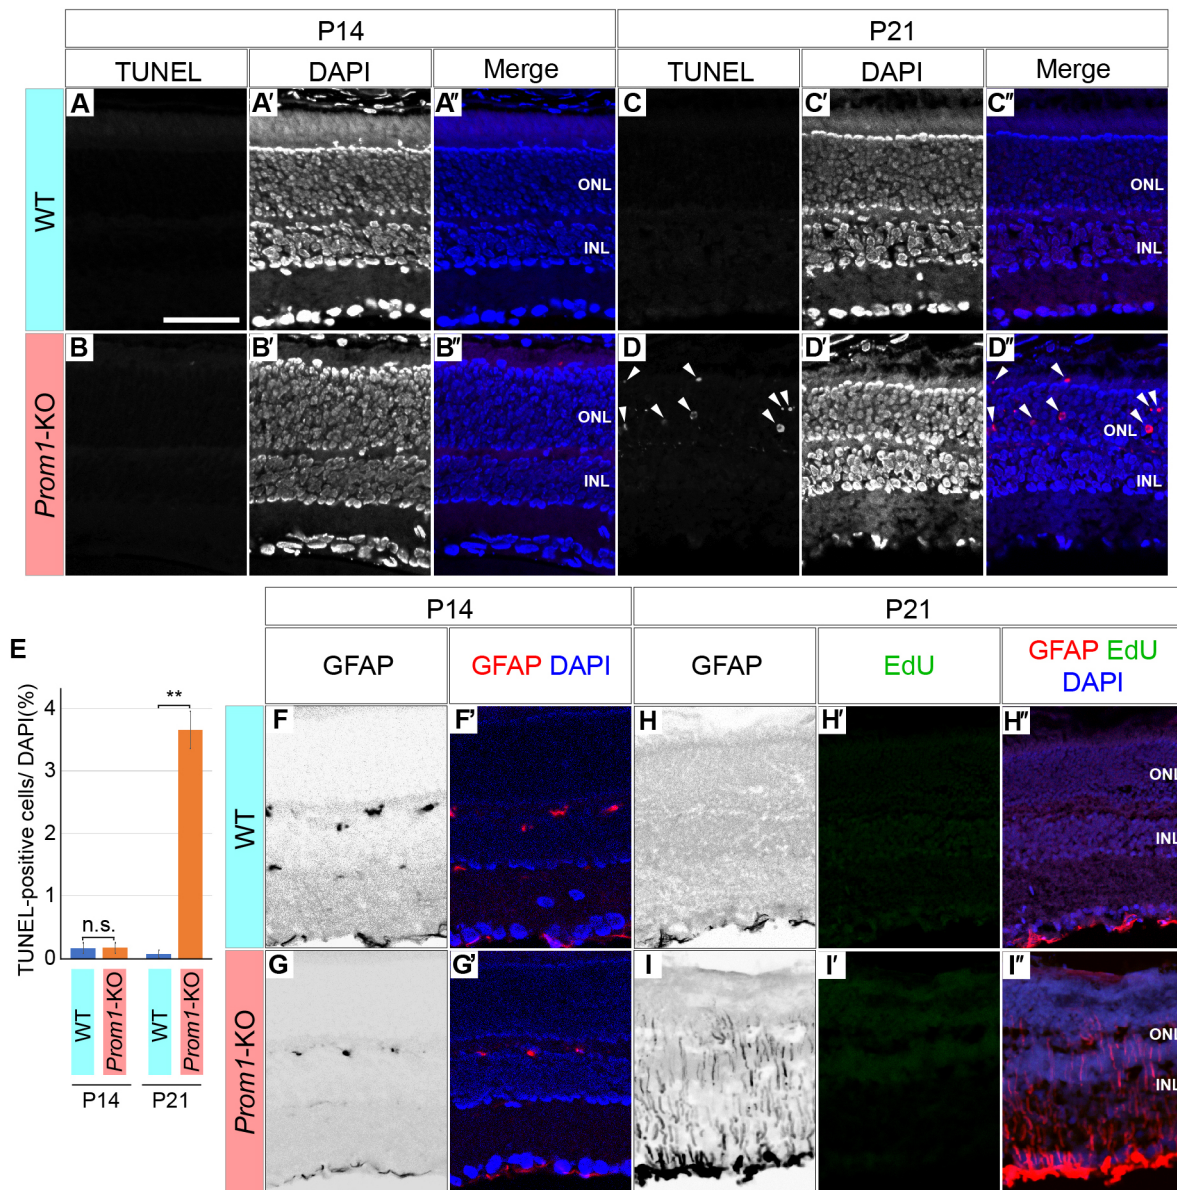 P14 P21
TUNEL DAPI Merge TUNEL DAPI Merge
WT
A A′ A″ C C′ C″
ONL ONL
INL INL
Prom1-KO
B B′ B″ D D′ D″
ONL ONL
INL INL
E
TUNEL-positive cells/ DAPI(%)
4
3
2
1
0
n.s.
**
WT Prom1-KO WT Prom1-KO
P14 P21
P14 P21
GFAP GFAP DAPI GFAP EdU GFAP EdU
DAPI
WT
F F' H H′ H″
ONL
INL
Prom1-KO
G G' I I′ I″
ONL
INL